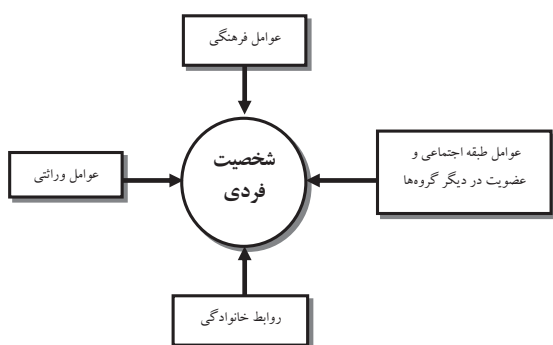 عوامل فرهنگی
عوامل طبقه اجتماعی و
عضویت در دیگر گروه‌ها
شخصیت
فردی
عوامل وراثتی
روابط خانوادگی